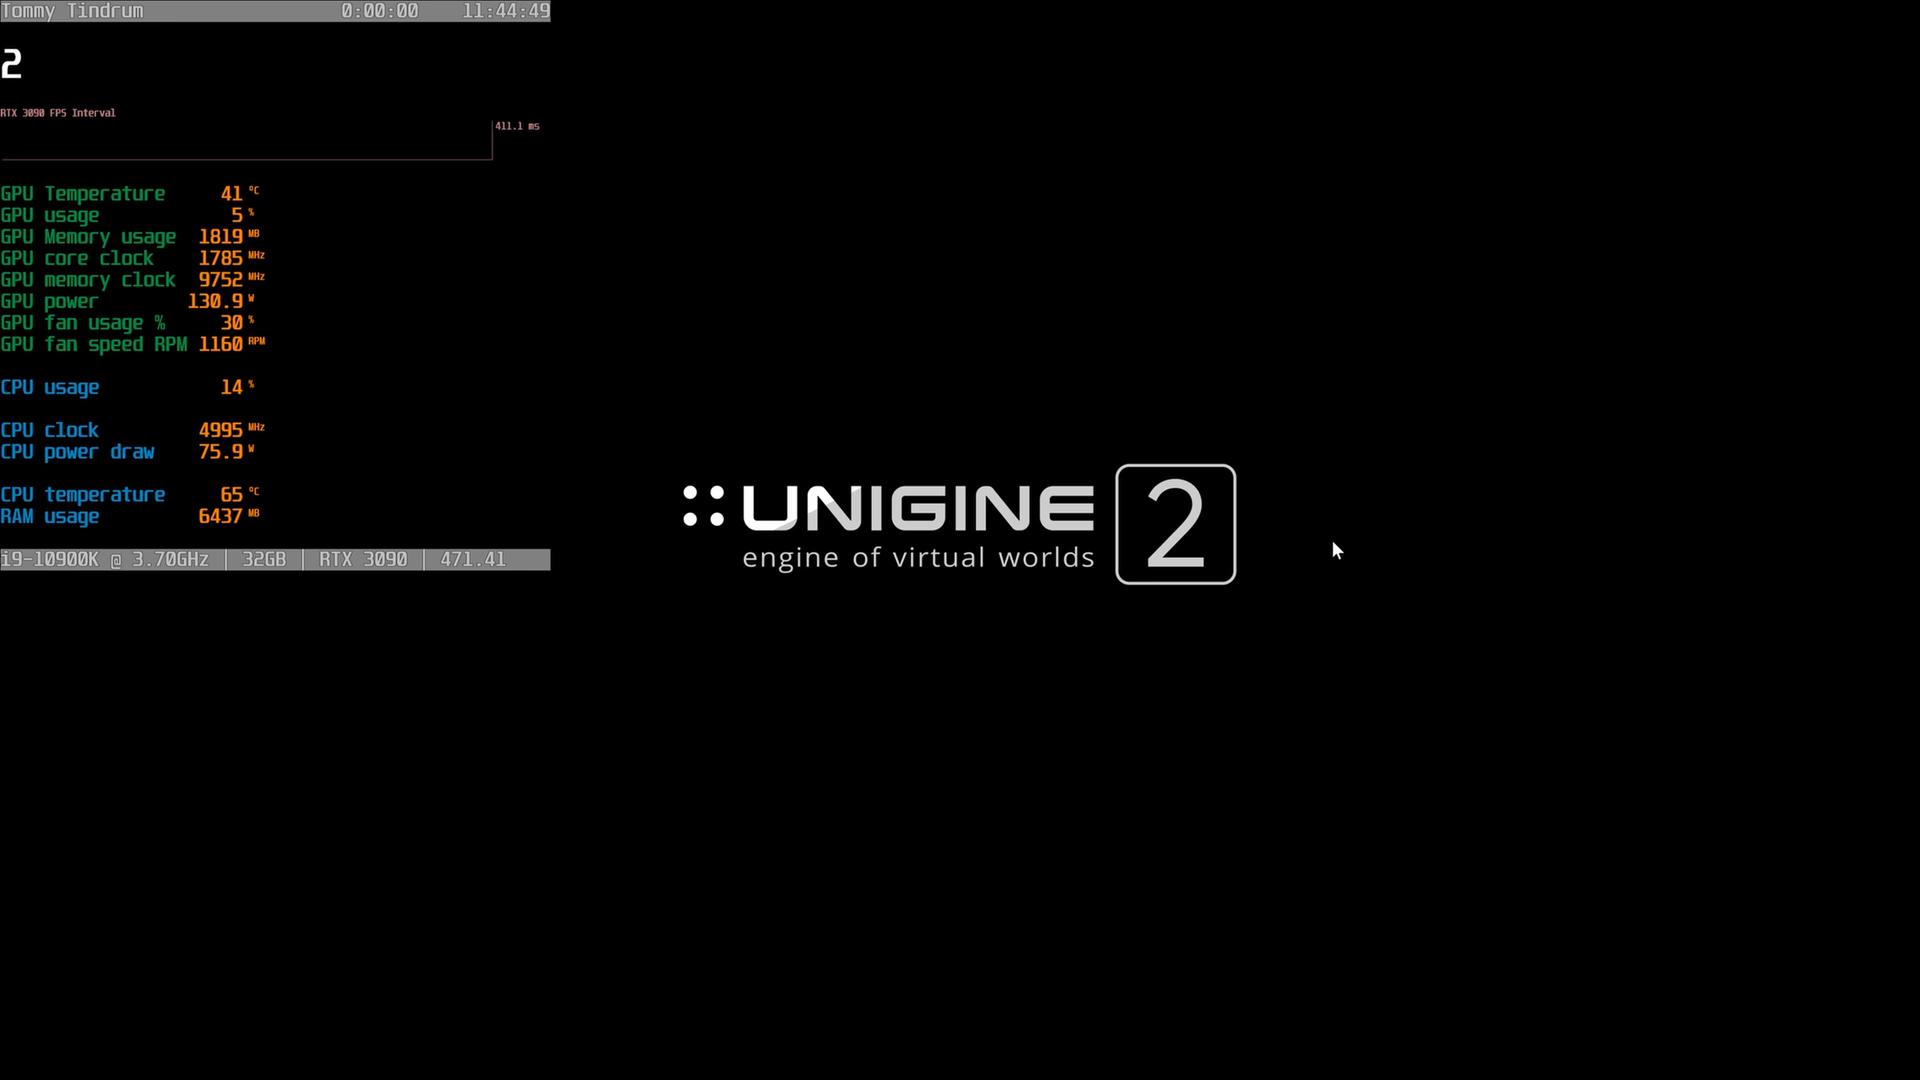 Tommy Tindrum 0:00:00 11:44:49
2
RTX 3090 FPS Interval
411.1 ms
GPU Temperature 41 °C
GPU usage 5 %
GPU Memory usage 1819 MB
GPU core clock 1785 MHz
GPU memory clock 9752 MHz
GPU power 130.9 W
GPU fan usage % 30 %
GPU fan speed RPM 1160 RPM
CPU usage 14 %
CPU clock 4995 MHz
CPU power draw 75.9 W
CPU temperature 65 °C
RAM usage 6437 MB
i9-10900K @ 3.70GHz | 32GB | RTX 3090 | 471.41
UNIGINE 2
engine of virtual worlds